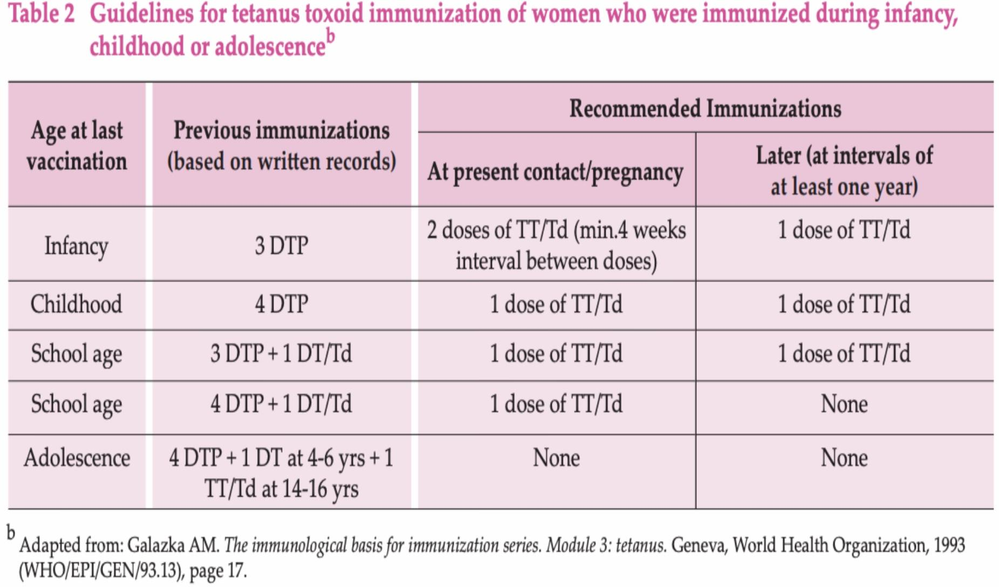 Table 2 Guidelines for tetanus toxoid immunization of women who were immunized during infancy,
childhood or adolescence^b
Age at last
vaccination
Previous immunizations
(based on written records)
Recommended Immunizations
At present contact/pregnancy
Later (at intervals of
at least one year)
Infancy
3 DTP
2 doses of TT/Td (min.4 weeks
interval between doses)
1 dose of TT/Td
Childhood
4 DTP
1 dose of TT/Td
1 dose of TT/Td
School age
3 DTP + 1 DT/Td
1 dose of TT/Td
1 dose of TT/Td
School age
4 DTP + 1 DT/Td
1 dose of TT/Td
None
Adolescence
4 DTP + 1 DT at 4-6 yrs + 1
TT/Td at 14-16 yrs
None
None
b Adapted from: Galazka AM. The immunological basis for immunization series. Module 3: tetanus. Geneva, World Health Organization, 1993
(WHO/EPI/GEN/93.13), page 17.